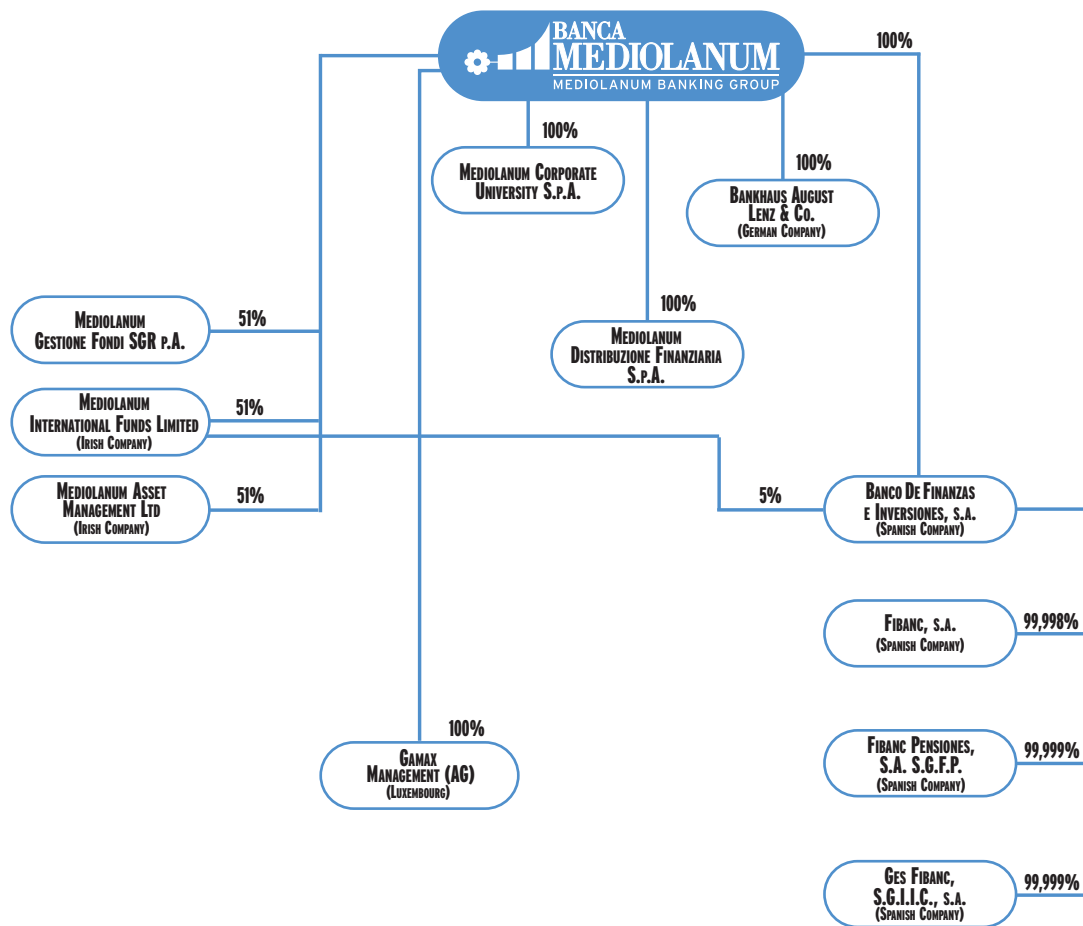 BANCA
MEDIOLANUM
MEDIOLANUM BANKING GROUP
100%
100%
MEDIOLANUM CORPORATE
UNIVERSITY S.P.A.
100%
BANKHAUS AUGUST
LENZ & CO.
(GERMAN COMPANY)
MEDIOLANUM
GESTIONE FONDI SGR P.A.
51%
100%
MEDIOLANUM
DISTRIBUZIONE FINANZIARIA
S.P.A.
MEDIOLANUM
INTERNATIONAL FUNDS LIMITED
(IRISH COMPANY)
51%
MEDIOLANUM ASSET
MANAGEMENT LTD
(IRISH COMPANY)
51%
5%
BANCO DE FINANZAS
E INVERSIONES, S.A.
(SPANISH COMPANY)
FIBANC, S.A.
(SPANISH COMPANY)
99,998%
100%
GAMAX
MANAGEMENT (AG)
(LUXEMBOURG)
FIBANC PENSIONES,
S.A. S.G.F.P.
(SPANISH COMPANY)
99,999%
GES FIBANC,
S.G.I.I.C., S.A.
(SPANISH COMPANY)
99,999%